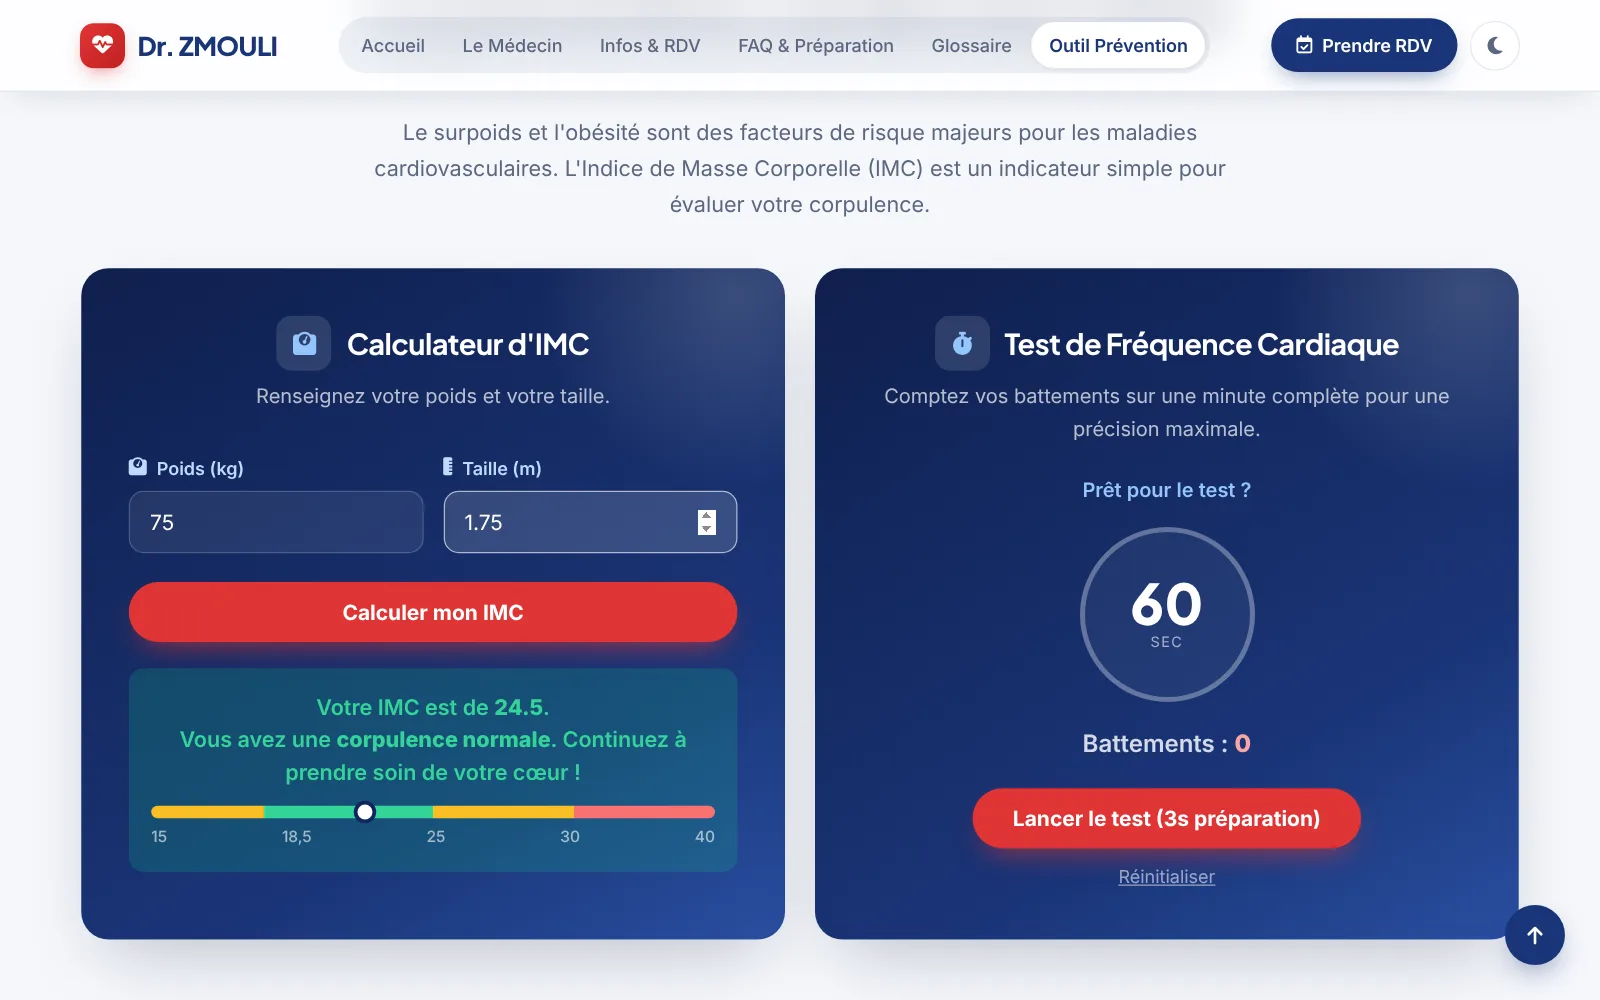 Dr. ZMOULI
Accueil
Le Médecin
Infos & RDV
FAQ & Préparation
Glossaire
Outil Prévention
Prendre RDV
Le surpoids et l'obésité sont des facteurs de risque majeurs pour les maladies
cardiovasculaires. L'Indice de Masse Corporelle (IMC) est un indicateur simple pour
évaluer votre corpulence.
Calculateur d'IMC
Renseignez votre poids et votre taille.
Poids (kg)
Taille (m)
75
1.75
Calculer mon IMC
Votre IMC est de 24.5.
Vous avez une corpulence normale. Continuez à
prendre soin de votre cœur !
15 18,5 25 30 40
Test de Fréquence Cardiaque
Comptez vos battements sur une minute complète pour une
précision maximale.
Prêt pour le test ?
60
SEC
Battements : 0
Lancer le test (3s préparation)
Réinitialiser